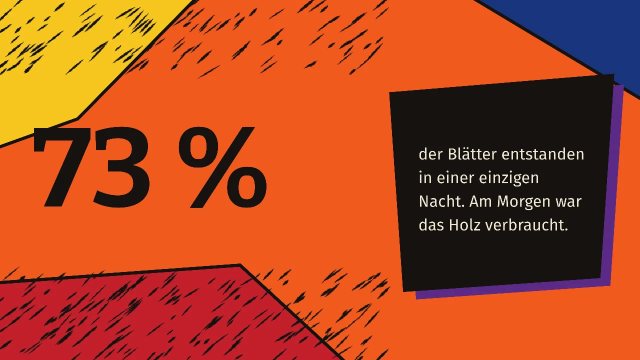 73 %
der Blätter entstanden
in einer einzigen
Nacht. Am Morgen war
das Holz verbraucht.